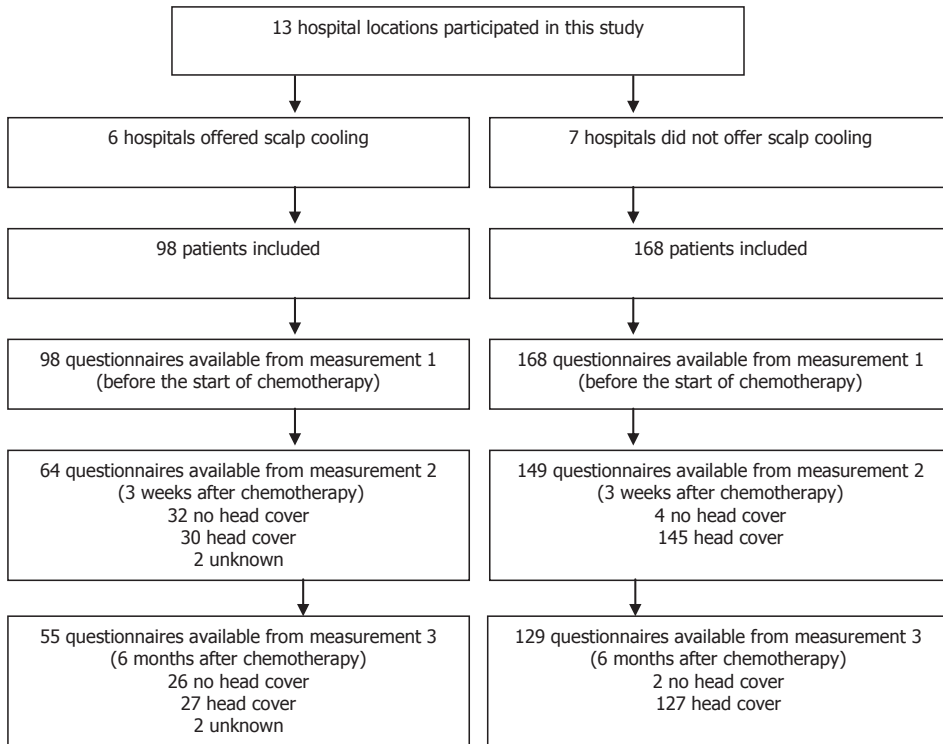 13 hospital locations participated in this study
6 hospitals offered scalp cooling
7 hospitals did not offer scalp cooling
98 patients included
168 patients included
98 questionnaires available from measurement 1
(before the start of chemotherapy)
168 questionnaires available from measurement 1
(before the start of chemotherapy)
64 questionnaires available from measurement 2
(3 weeks after chemotherapy)
32 no head cover
30 head cover
2 unknown
149 questionnaires available from measurement 2
(3 weeks after chemotherapy)
4 no head cover
145 head cover
55 questionnaires available from measurement 3
(6 months after chemotherapy)
26 no head cover
27 head cover
2 unknown
129 questionnaires available from measurement 3
(6 months after chemotherapy)
2 no head cover
127 head cover